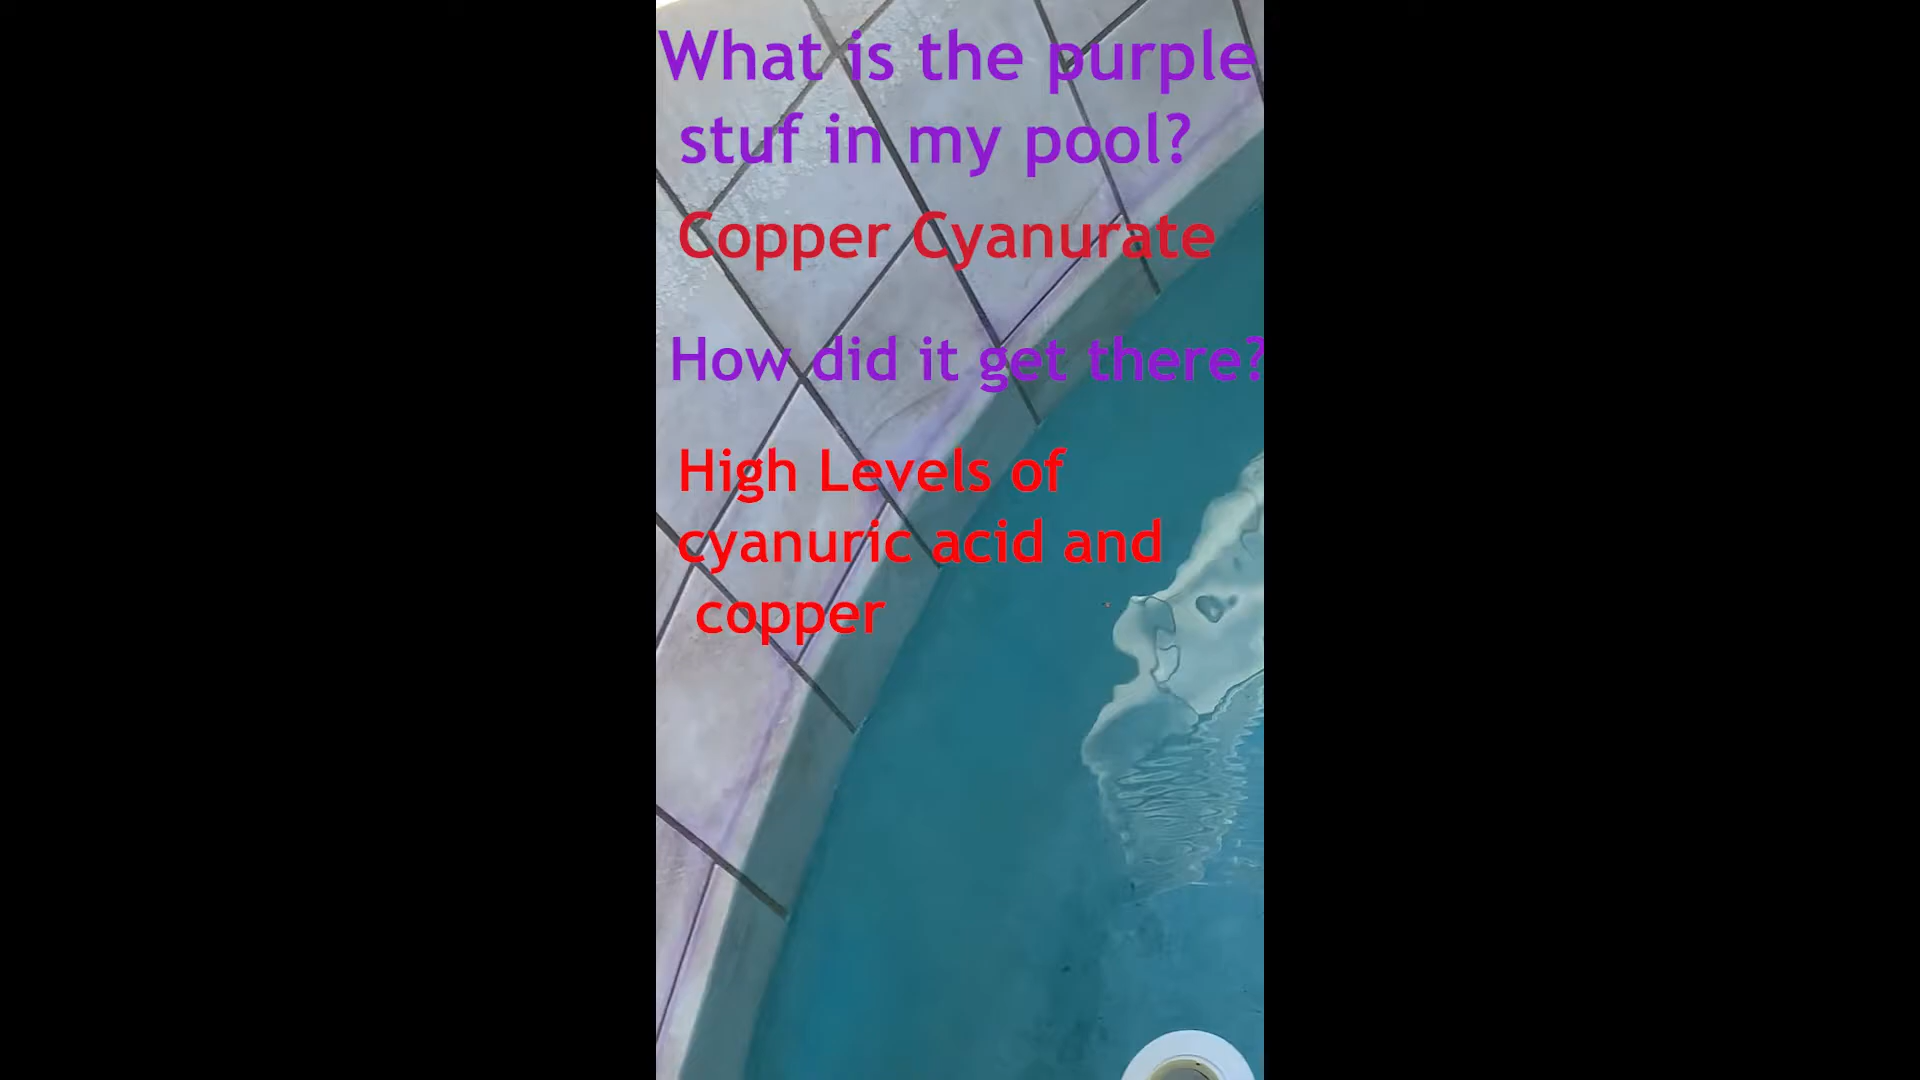 What is the purple
stuf in my pool?
Copper Cyanurate
How did it get there?
High Levels of
cyanuric acid and
copper